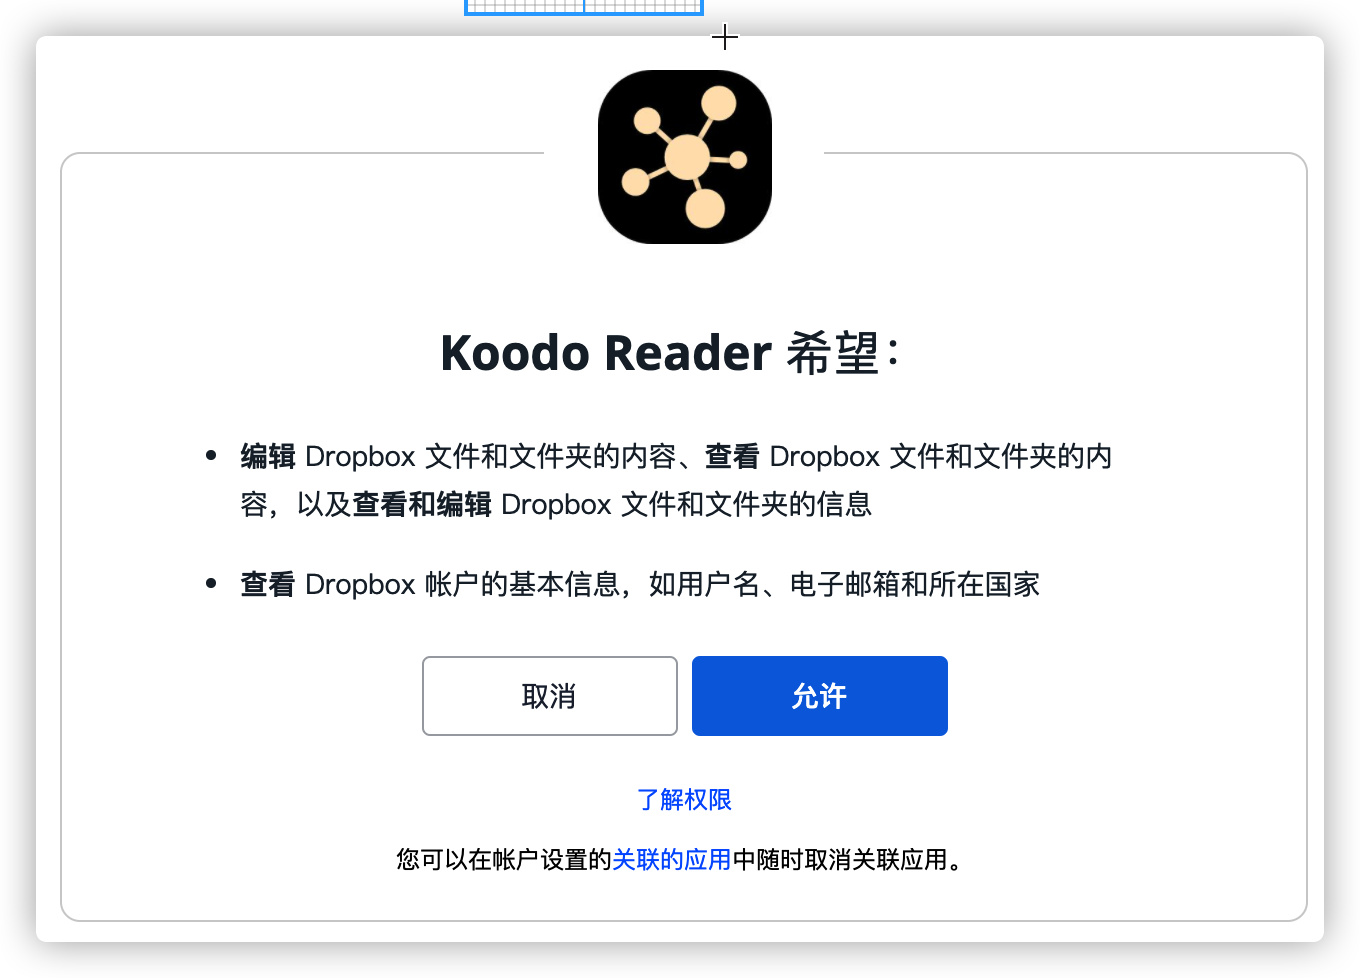 Koodo Reader 希望：
编辑 Dropbox 文件和文件夹的内容、查看 Dropbox 文件和文件夹的内
容，以及查看和编辑 Dropbox 文件和文件夹的信息
查看 Dropbox 帐户的基本信息，如用户名、电子邮箱和所在国家
取消
允许
了解权限
您可以在帐户设置的关联的应用中随时取消关联应用。